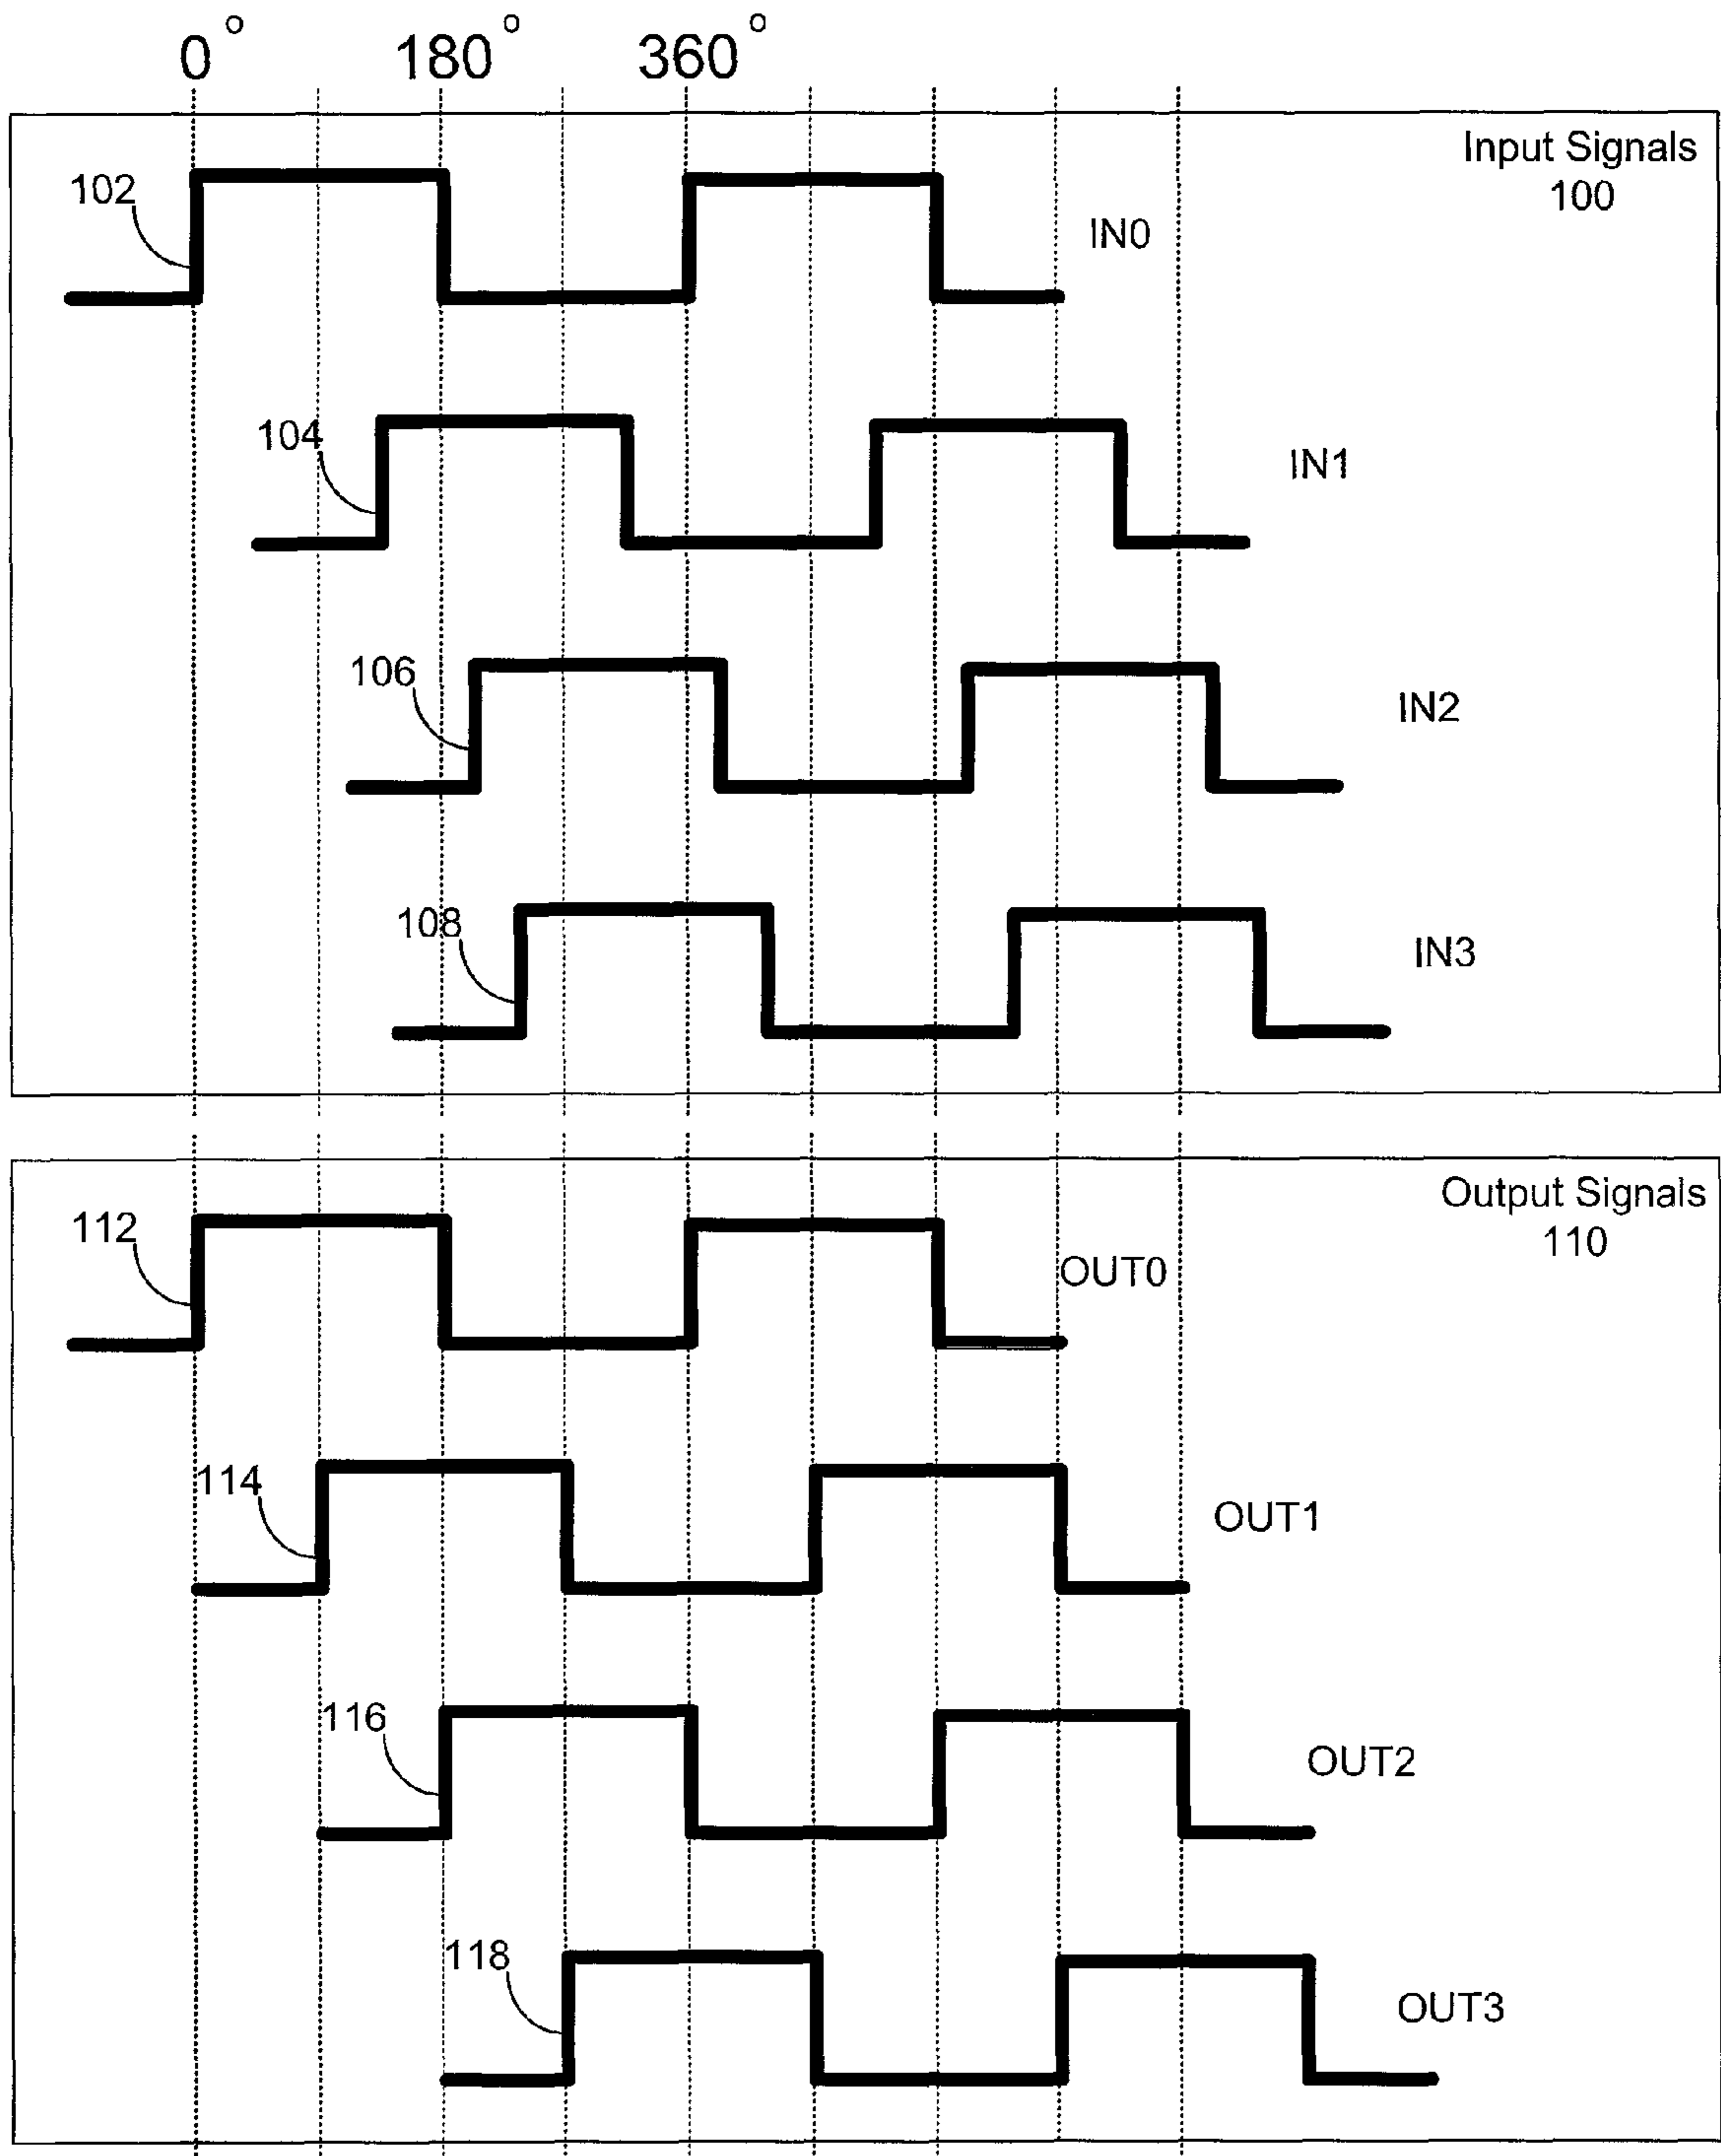 0° 180° 360°
Input Signals
100
102
IN0
104
IN1
106
IN2
108
IN3
Output Signals
110
112
OUT0
114
OUT1
116
OUT2
118
OUT3